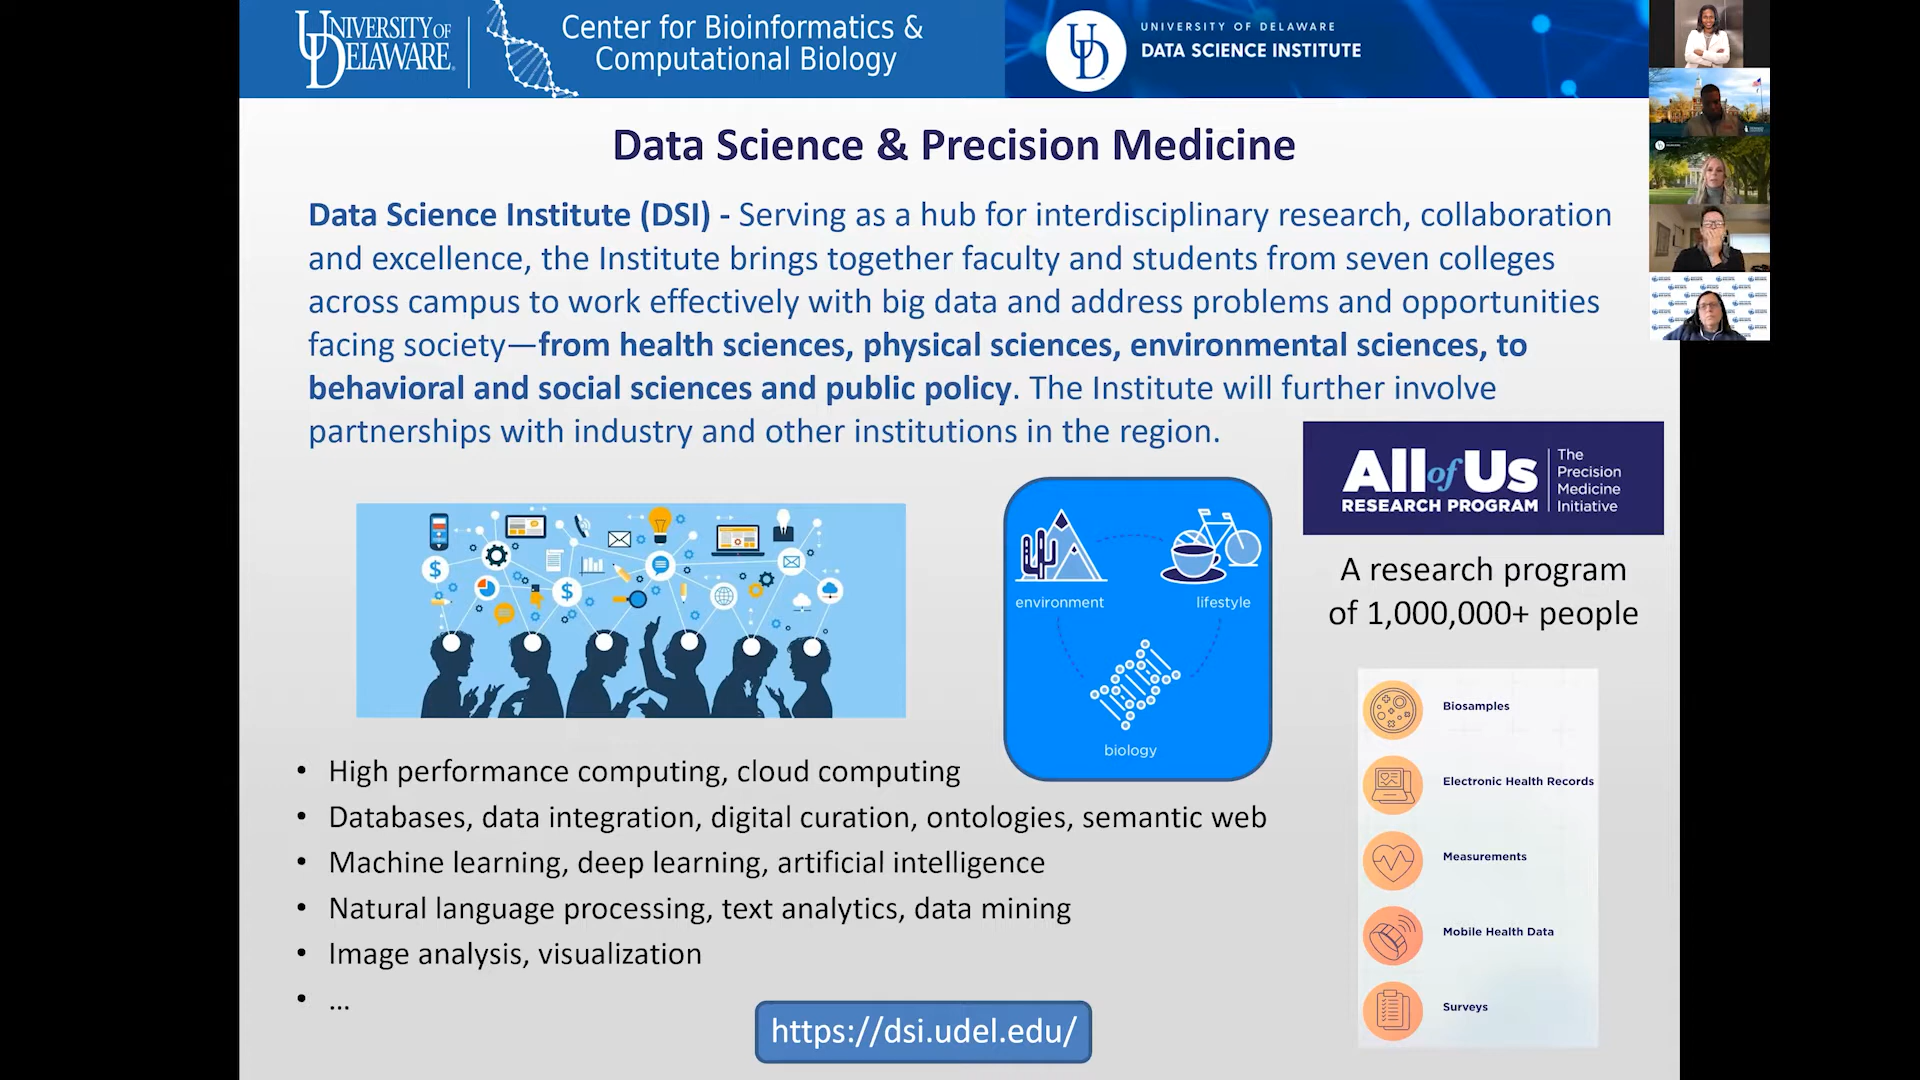 UNIVERSITY OF
DELAWARE
Center for Bioinformatics &
Computational Biology
UD
UNIVERSITY OF DELAWARE
DATA SCIENCE INSTITUTE
Data Science & Precision Medicine
Data Science Institute (DSI) - Serving as a hub for interdisciplinary research, collaboration
and excellence, the Institute brings together faculty and students from seven colleges
across campus to work effectively with big data and address problems and opportunities
facing society—from health sciences, physical sciences, environmental sciences, to
behavioral and social sciences and public policy. The Institute will further involve
partnerships with industry and other institutions in the region.
All of Us
RESEARCH PROGRAM
The
Precision
Medicine
Initiative
A research program
of 1,000,000+ people
environment
lifestyle
biology
Biosamples
Electronic Health Records
Measurements
Mobile Health Data
Surveys
• High performance computing, cloud computing
• Databases, data integration, digital curation, ontologies, semantic web
• Machine learning, deep learning, artificial intelligence
• Natural language processing, text analytics, data mining
• Image analysis, visualization
• ...
https://dsi.udel.edu/